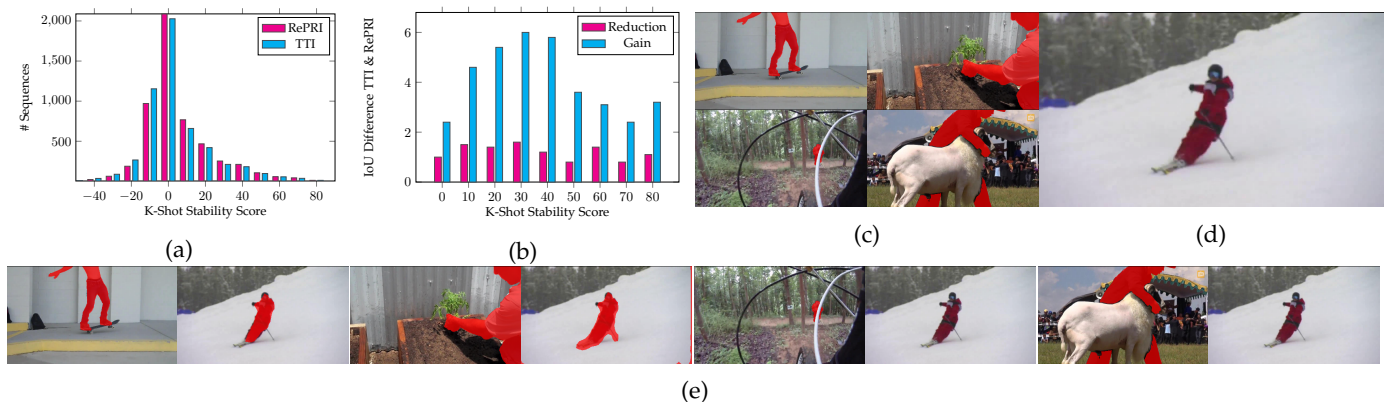 2,000
1,500
1,000
500
# Sequences
RePRI
TTI
−40 −20 0 20 40 60 80
K-Shot Stability Score
(a)
6
4
2
0
IoU Difference TTI & RePRI
Reduction
Gain
0 10 20 30 40 50 60 70 80
K-Shot Stability Score
(b)
(c)
(d)
(e)